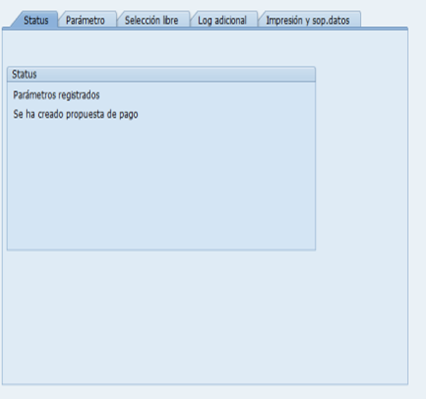 Status Parámetro Selección libre Log adicional Impresión y sop.datos
Status
Parámetros registrados
Se ha creado propuesta de pago